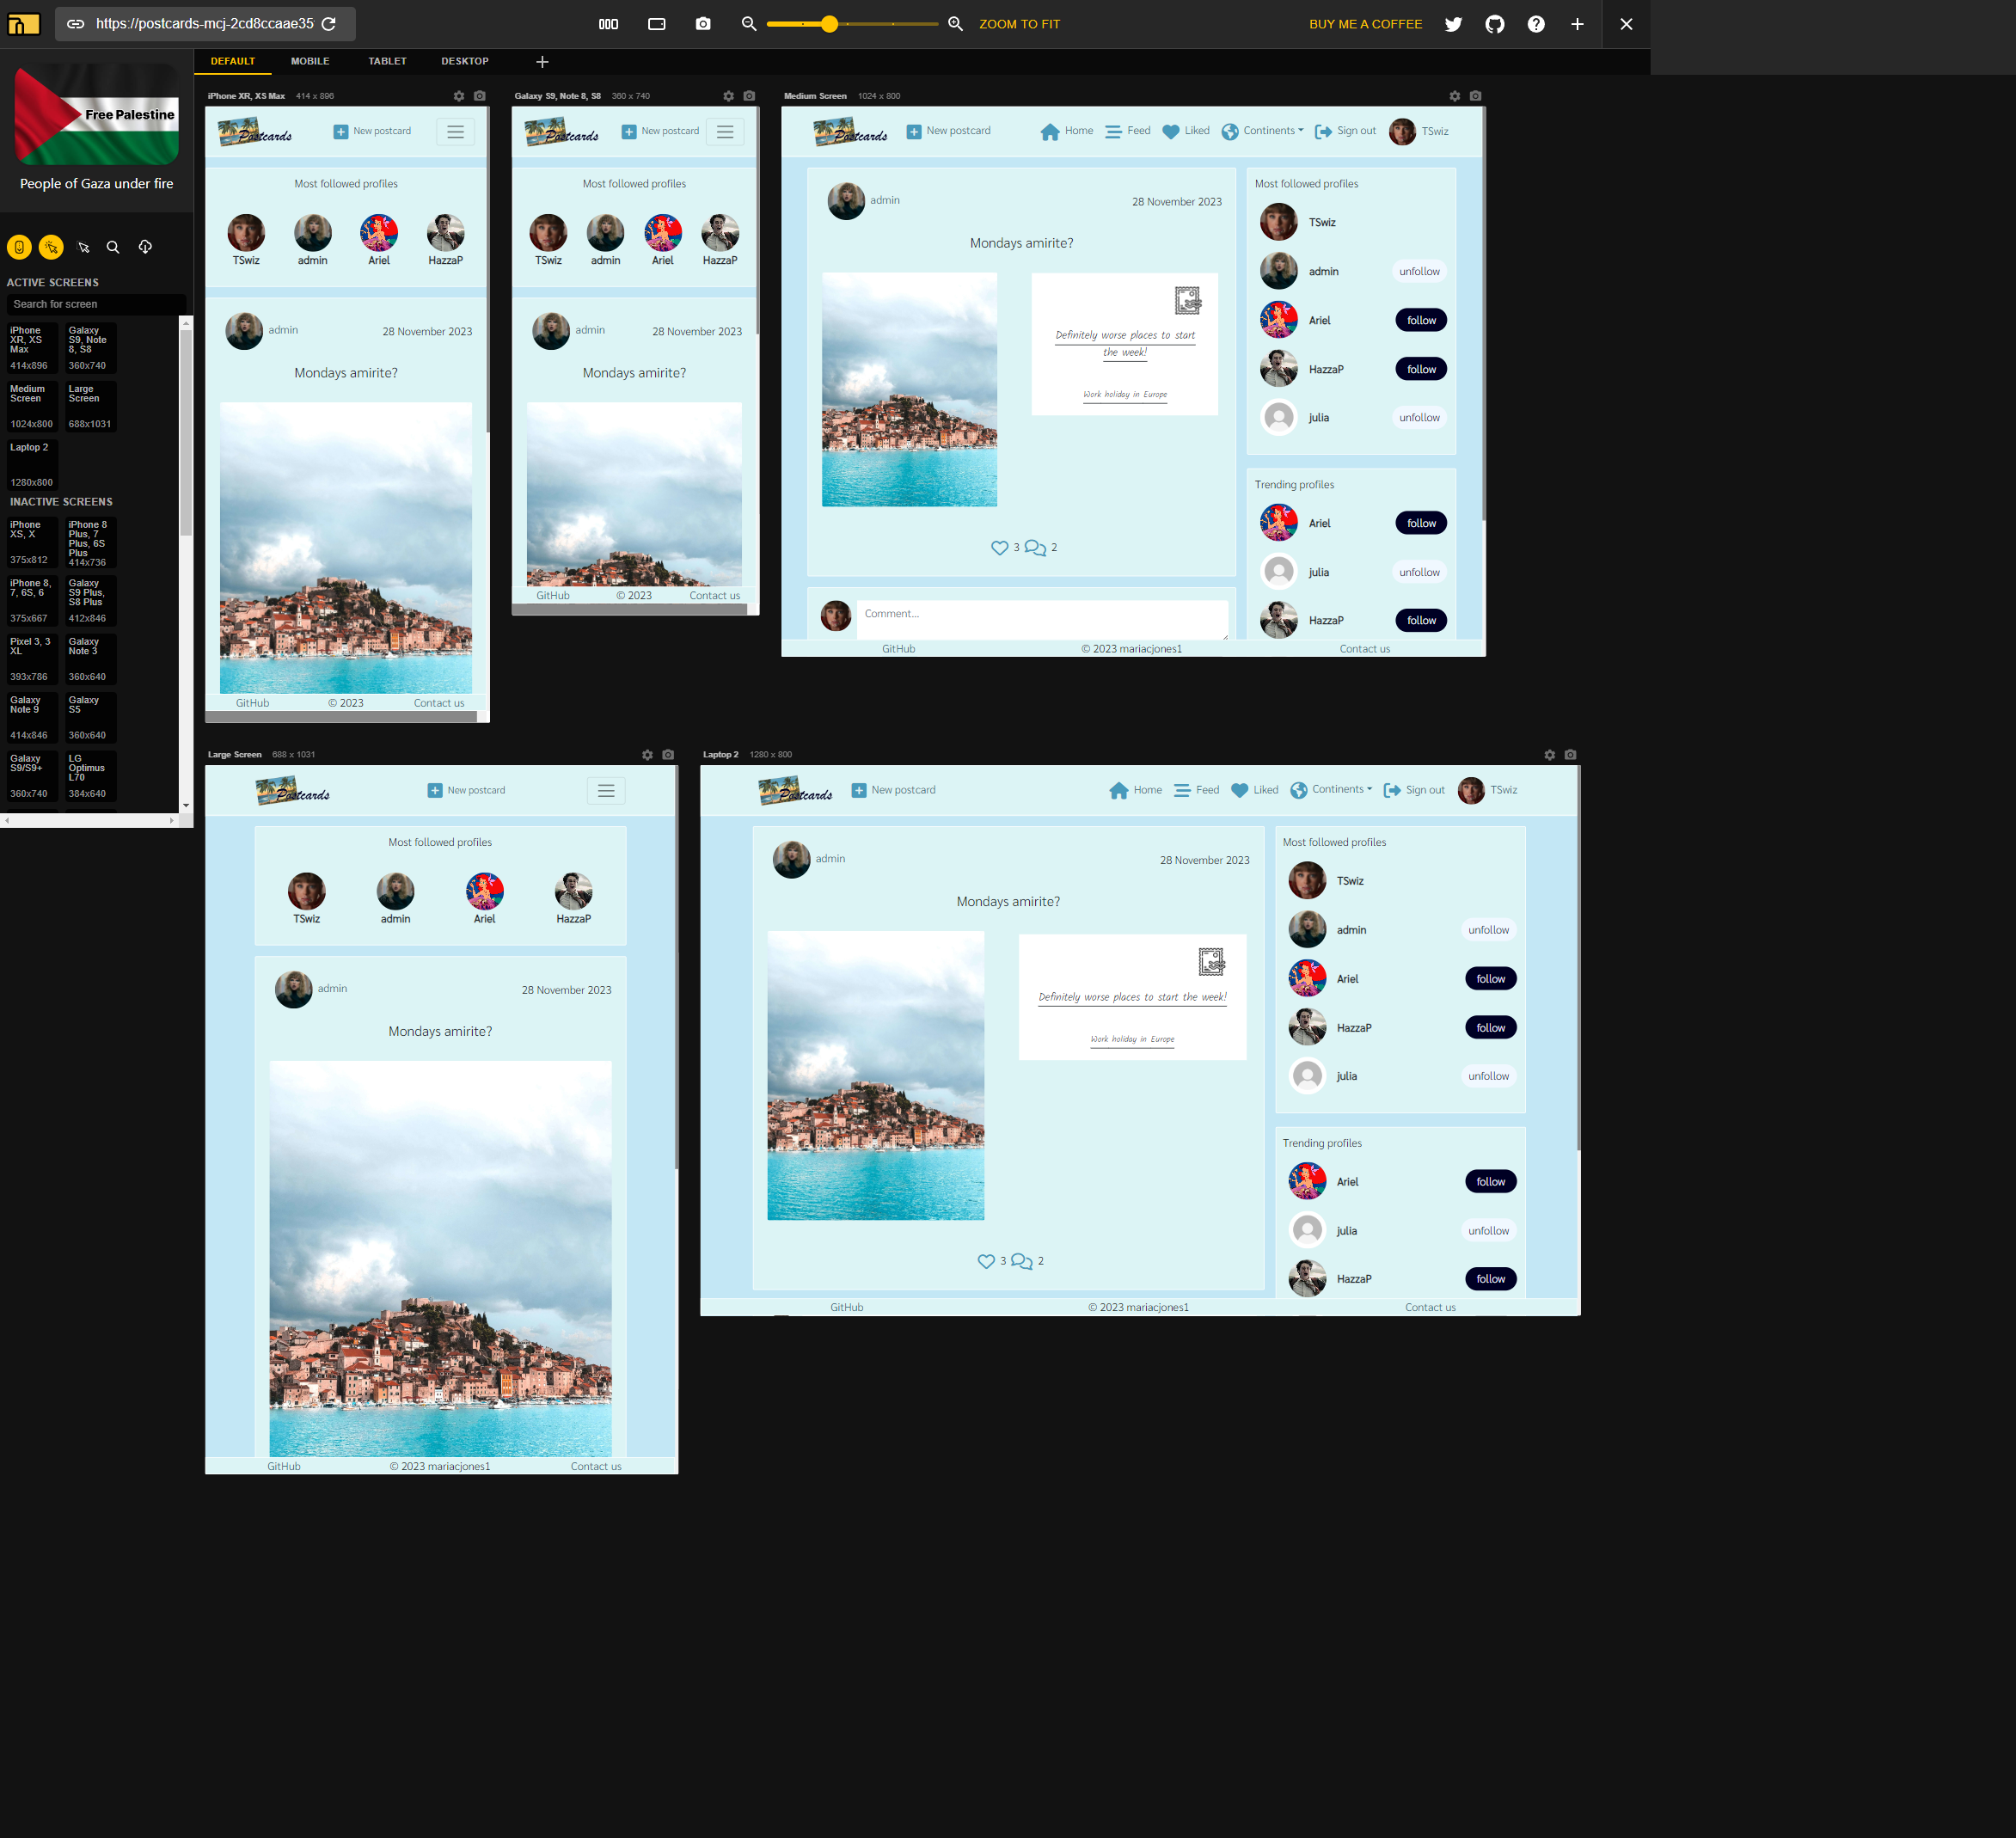 https://postcards-mcj-2cd8ccaae35
ZOOM TO FIT
BUY ME A COFFEE
DEFAULT
MOBILE
TABLET
DESKTOP
Free Palestine
People of Gaza under fire
ACTIVE SCREENS
Search for screen
iPhone XR, XS Max
414x896
Galaxy S9, Note 8, S8
360x740
Medium Screen
1024x800
Large Screen
688x1031
Laptop 2
1280x800
INACTIVE SCREENS
iPhone XS, X
375x812
iPhone 8 Plus, 7 Plus, 6S Plus
414x736
iPhone 8, 7, 6S, 6
375x667
Galaxy S9 Plus, S8 Plus
412x846
Pixel 3, 3 XL
393x786
Galaxy Note 3
360x640
Galaxy Note 9
414x846
Galaxy S5
360x640
Galaxy S9/S9+
360x740
LG Optimus L70
384x640
iPhone XR, XS Max 414 x 896
Postcards
New postcard
Most followed profiles
TSwiz
admin
Ariel
HazzaP
admin
28 November 2023
Mondays amirite?
GitHub
© 2023
Contact us
Galaxy S9, Note 8, S8 360 x 740
Postcards
New postcard
Most followed profiles
TSwiz
admin
Ariel
HazzaP
admin
28 November 2023
Mondays amirite?
GitHub
© 2023
Contact us
Medium Screen 1024 x 800
Postcards
New postcard
Home
Feed
Liked
Continents
Sign out
TSwiz
admin
28 November 2023
Mondays amirite?
Definitely worse places to start
the week!
Work holiday in Europe
3
2
Comment...
Most followed profiles
TSwiz
admin
unfollow
Ariel
follow
HazzaP
follow
julia
unfollow
Trending profiles
Ariel
follow
julia
unfollow
HazzaP
follow
GitHub
© 2023 mariacjones1
Contact us
Large Screen 688 x 1031
Postcards
New postcard
Most followed profiles
TSwiz
admin
Ariel
HazzaP
admin
28 November 2023
Mondays amirite?
GitHub
© 2023 mariacjones1
Contact us
Laptop 2 1280 x 800
Postcards
New postcard
Home
Feed
Liked
Continents
Sign out
TSwiz
admin
28 November 2023
Mondays amirite?
Definitely worse places to start the week!
Work holiday in Europe
3
2
Most followed profiles
TSwiz
admin
unfollow
Ariel
follow
HazzaP
follow
julia
unfollow
Trending profiles
Ariel
follow
julia
unfollow
HazzaP
follow
GitHub
© 2023 mariacjones1
Contact us